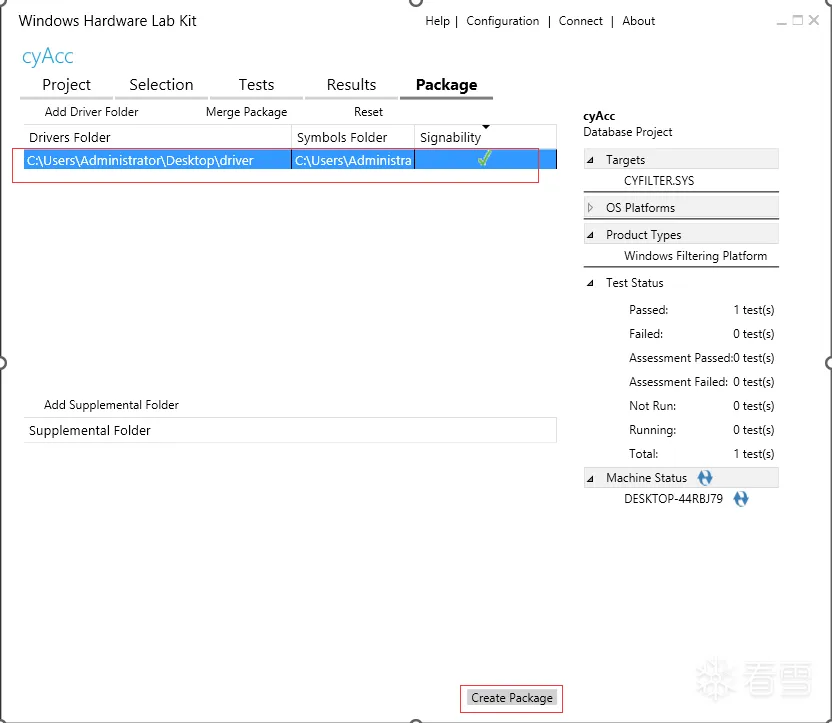 Windows Hardware Lab Kit
Help | Configuration | Connect | About
cyAcc
Project Selection Tests Results Package
Add Driver Folder Merge Package Reset
Drivers Folder Symbols Folder Signability
C:\Users\Administrator\Desktop\driver C:\Users\Administra
Add Supplemental Folder
Supplemental Folder
Create Package
cyAcc
Database Project
Targets
CYFILTER.SYS
OS Platforms
Product Types
Windows Filtering Platform
Test Status
Passed: 1 test(s)
Failed: 0 test(s)
Assessment Passed:0 test(s)
Assessment Failed: 0 test(s)
Not Run: 0 test(s)
Running: 0 test(s)
Total: 1 test(s)
Machine Status
DESKTOP-44RBJ79
看雪